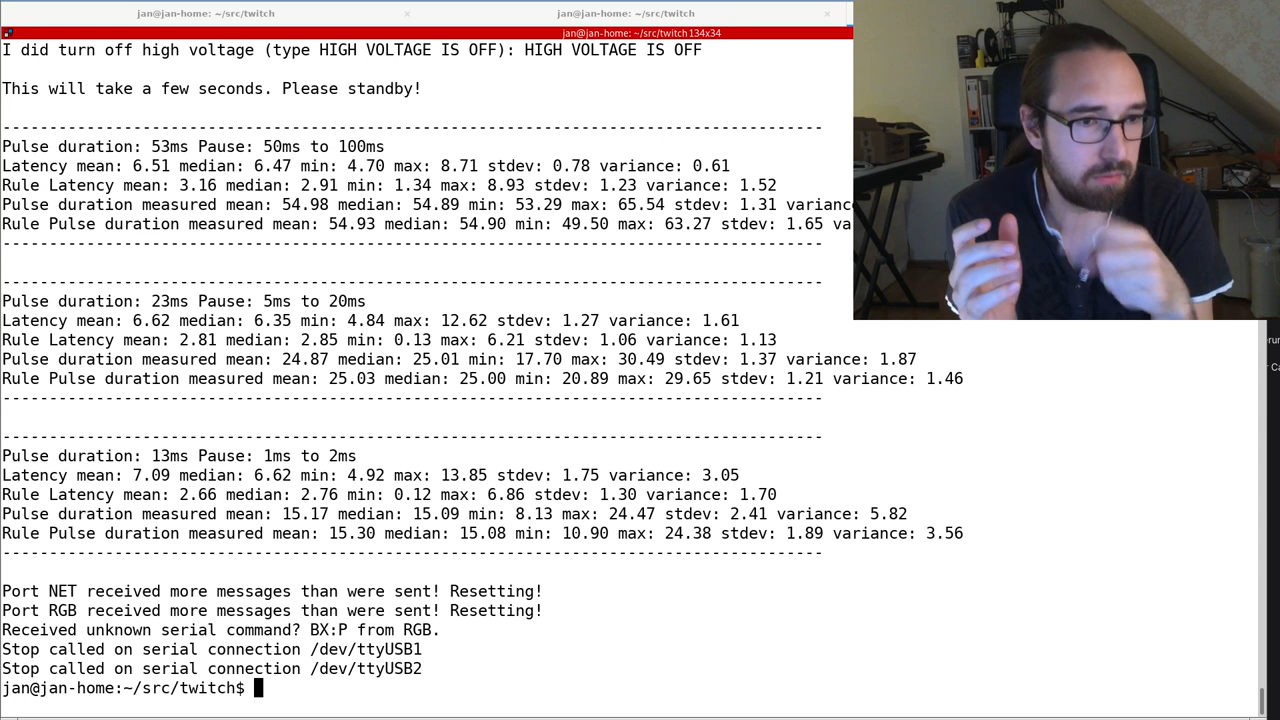 jan@jan-home: ~/src/twitch × jan@jan-home: ~/src/twitch ×
jan@jan-home: ~/src/twitch 134x34
I did turn off high voltage (type HIGH VOLTAGE IS OFF): HIGH VOLTAGE IS OFF
This will take a few seconds. Please standby!
--------------------------------------------------------------------------------
Pulse duration: 53ms Pause: 50ms to 100ms
Latency mean: 6.51 median: 6.47 min: 4.70 max: 8.71 stdev: 0.78 variance: 0.61
Rule Latency mean: 3.16 median: 2.91 min: 1.34 max: 8.93 stdev: 1.23 variance: 1.52
Pulse duration measured mean: 54.98 median: 54.89 min: 53.29 max: 65.54 stdev: 1.31 varianc
Rule Pulse duration measured mean: 54.93 median: 54.90 min: 49.50 max: 63.27 stdev: 1.65 va
--------------------------------------------------------------------------------
--------------------------------------------------------------------------------
Pulse duration: 23ms Pause: 5ms to 20ms
Latency mean: 6.62 median: 6.35 min: 4.84 max: 12.62 stdev: 1.27 variance: 1.61
Rule Latency mean: 2.81 median: 2.85 min: 0.13 max: 6.21 stdev: 1.06 variance: 1.13
Pulse duration measured mean: 24.87 median: 25.01 min: 17.70 max: 30.49 stdev: 1.37 variance: 1.87
Rule Pulse duration measured mean: 25.03 median: 25.00 min: 20.89 max: 29.65 stdev: 1.21 variance: 1.46
--------------------------------------------------------------------------------
--------------------------------------------------------------------------------
Pulse duration: 13ms Pause: 1ms to 2ms
Latency mean: 7.09 median: 6.62 min: 4.92 max: 13.85 stdev: 1.75 variance: 3.05
Rule Latency mean: 2.66 median: 2.76 min: 0.12 max: 6.86 stdev: 1.30 variance: 1.70
Pulse duration measured mean: 15.17 median: 15.09 min: 8.13 max: 24.47 stdev: 2.41 variance: 5.82
Rule Pulse duration measured mean: 15.30 median: 15.08 min: 10.90 max: 24.38 stdev: 1.89 variance: 3.56
--------------------------------------------------------------------------------
Port NET received more messages than were sent! Resetting!
Port RGB received more messages than were sent! Resetting!
Received unknown serial command? BX:P from RGB.
Stop called on serial connection /dev/ttyUSB1
Stop called on serial connection /dev/ttyUSB2
jan@jan-home:~/src/twitch$